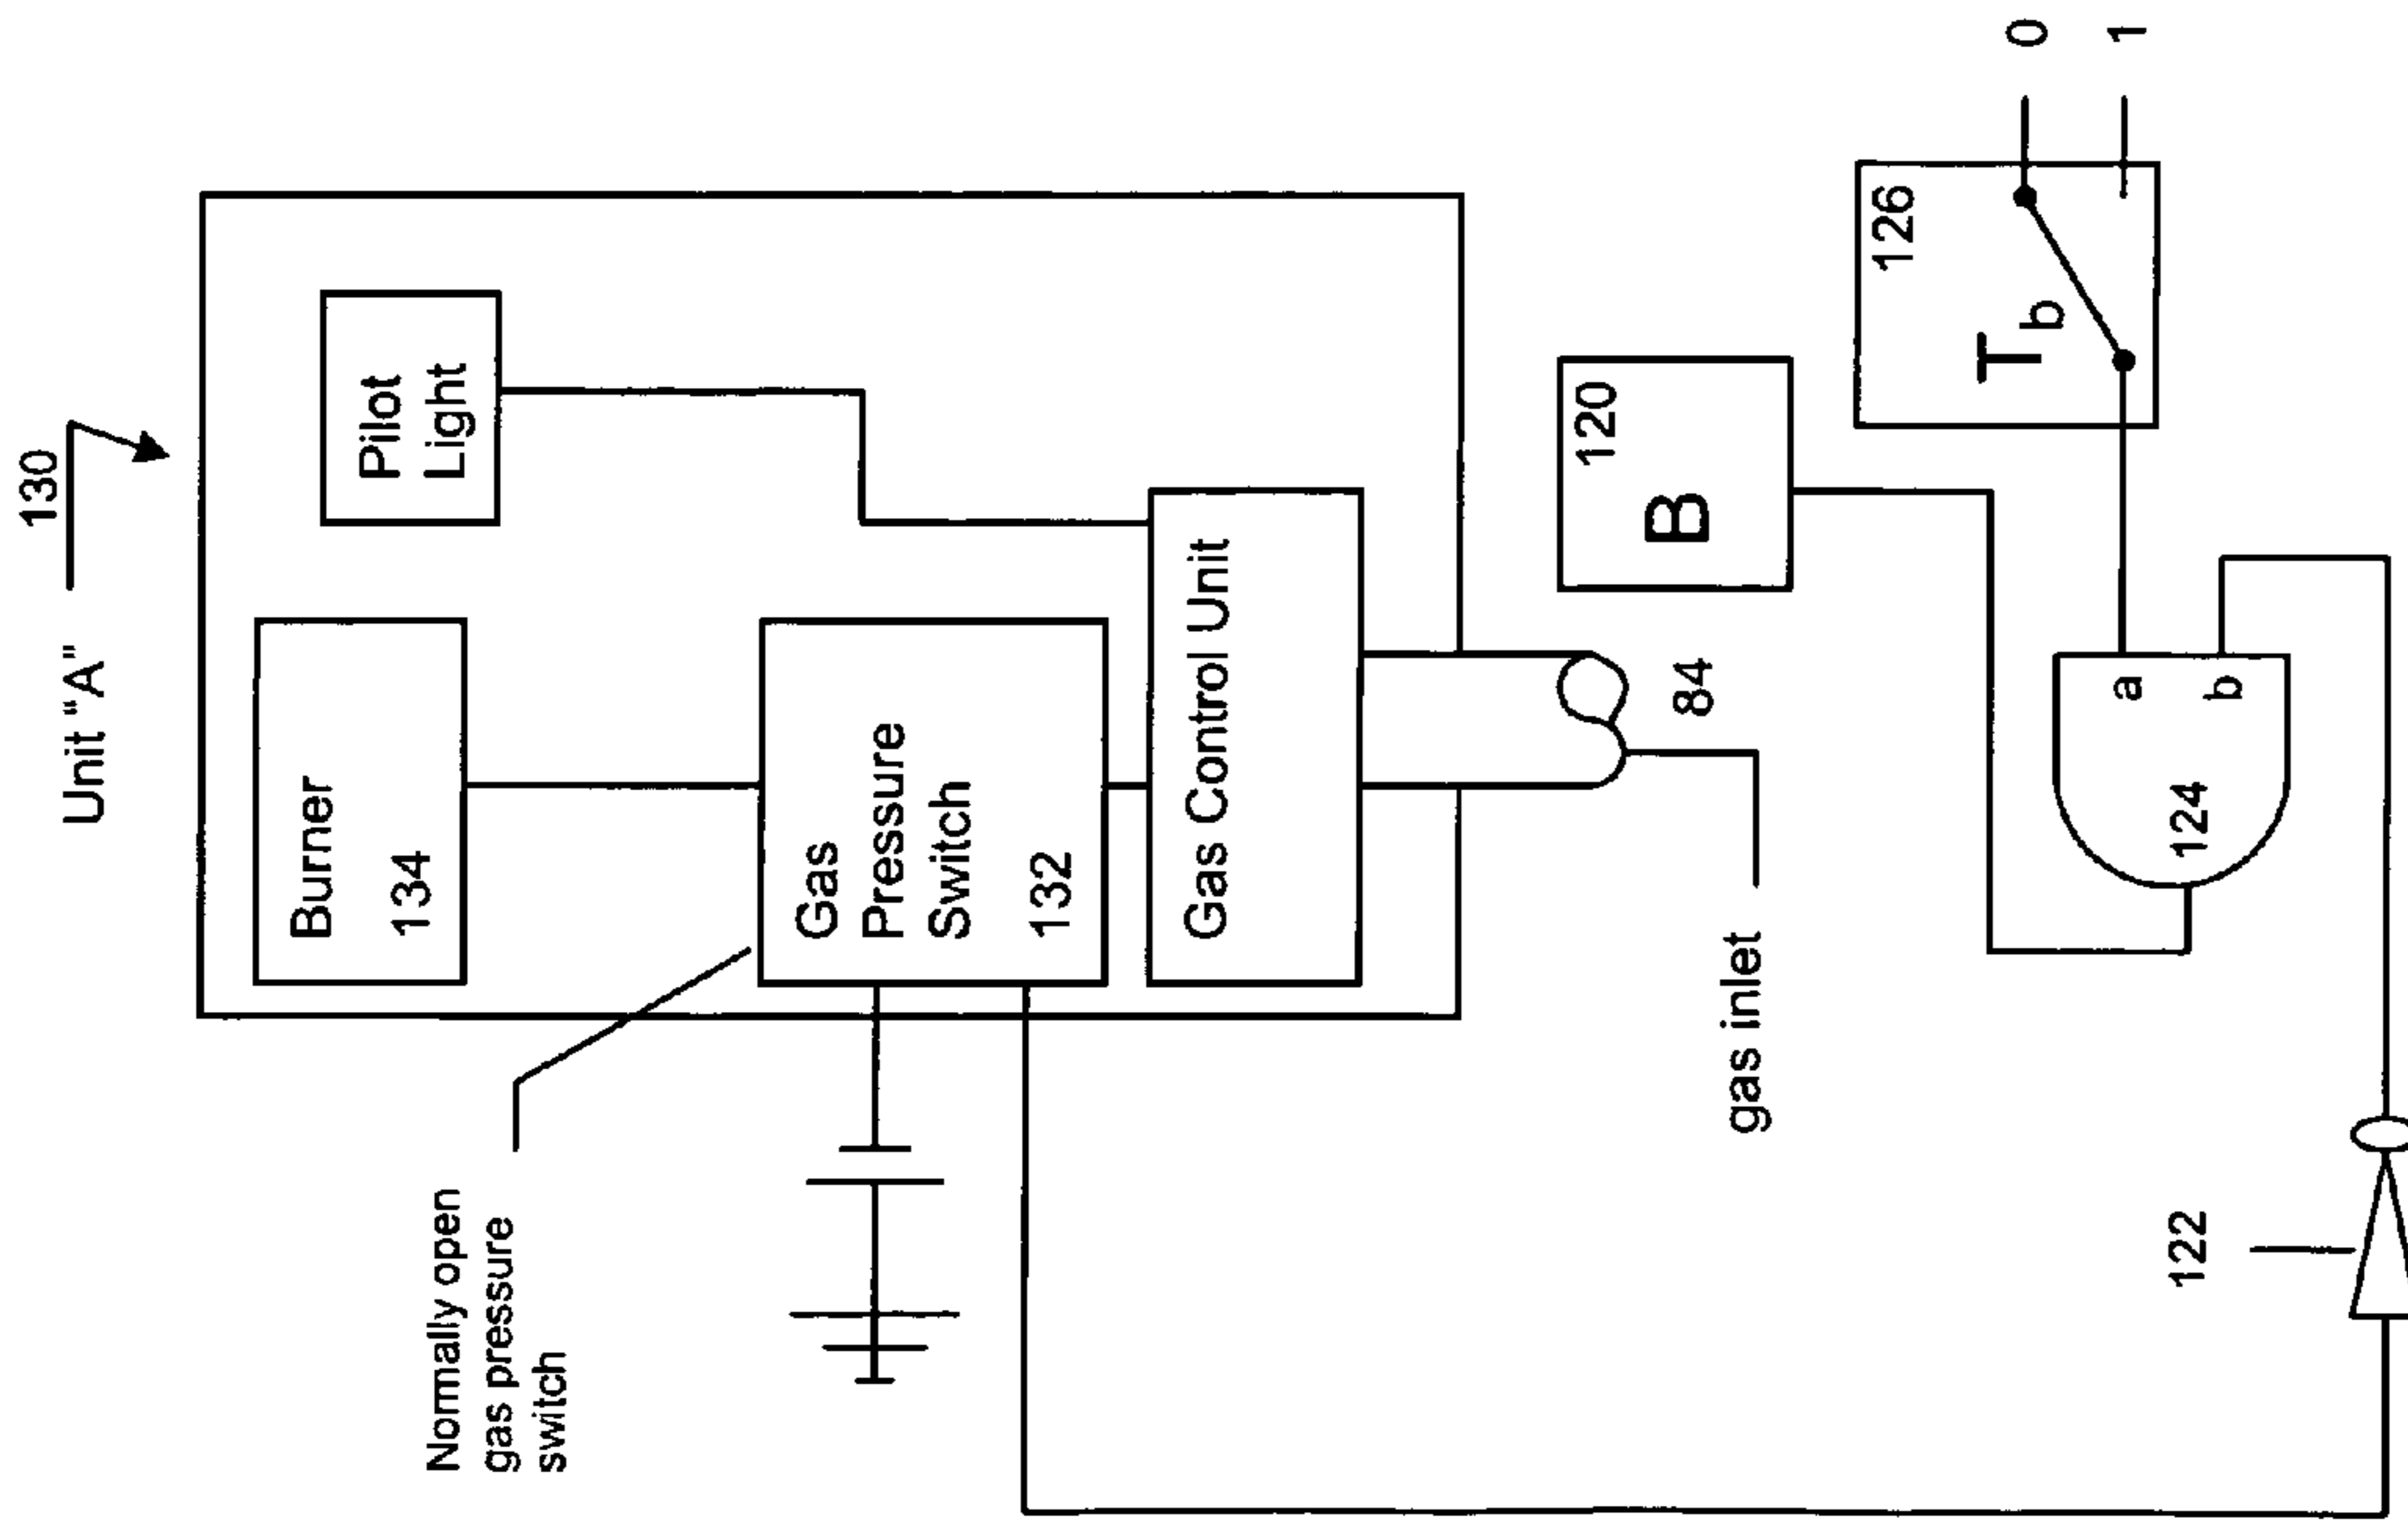 Unit "A"
130
Burner
134
Pilot
Light
Normally open
gas pressure
switch
Gas
Pressure
Switch
132
Gas Control Unit
84
gas inlet
120
B
126
T b
0
1
a
b
124
122